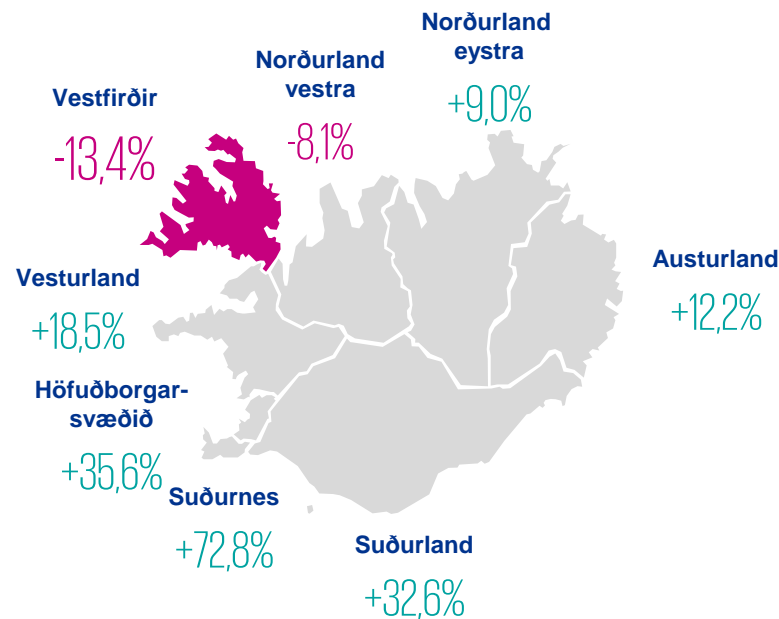 Norðurland
eystra
+9,0%
Norðurland
vestra
-8,1%
Vestfirðir
-13,4%
Vesturland
+18,5%
Austurland
+12,2%
Höfuðborgar-
svæðið
+35,6%
Suðurnes
+72,8%
Suðurland
+32,6%